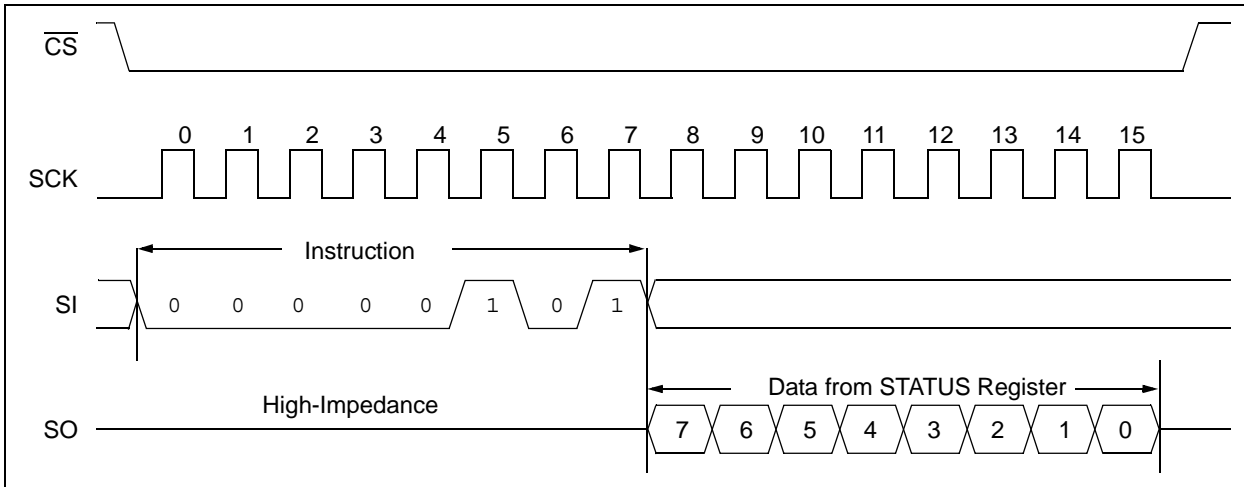 CS
0 1 2 3 4 5 6 7 8 9 10 11 12 13 14 15
SCK
Instruction
SI 0 0 0 0 0 1 0 1
Data from STATUS Register
High-Impedance
SO 7 6 5 4 3 2 1 0